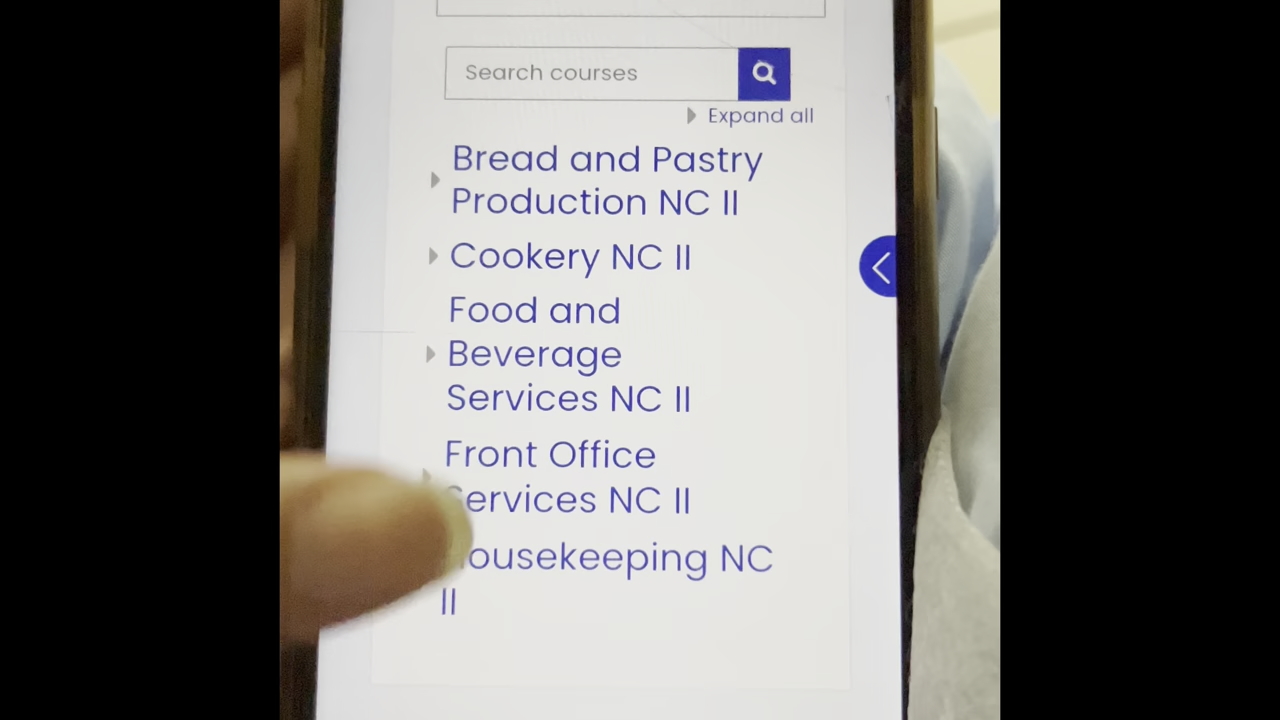 Search courses
Expand all
Bread and Pastry
Production NC II
Cookery NC II
Food and
Beverage
Services NC II
Front Office
Services NC II
Housekeeping NC
II